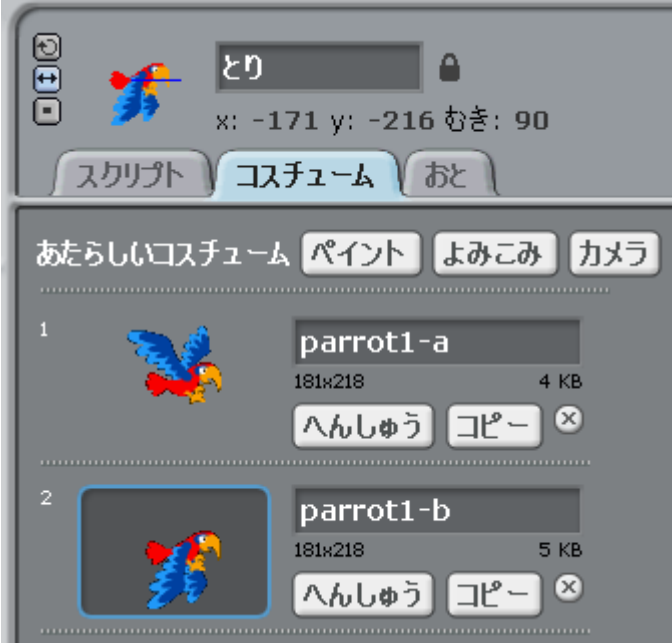 とり
x: -171 y: -216 むき: 90
スクリプト コスチューム おと
あたらしいコスチューム ペイント よみこみ カメラ
1
parrot1-a
181x218 4 KB
へんしゅう コピー
2
parrot1-b
181x218 5 KB
へんしゅう コピー